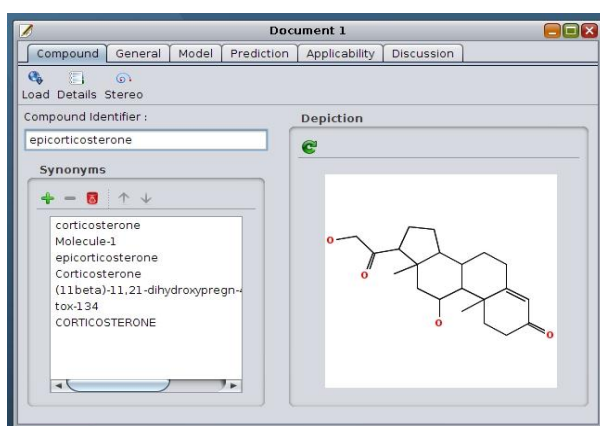 Document 1
Compound General Model Prediction Applicability Discussion
Load Details Stereo
Compound Identifier :
epicorticosterone
Synonyms
corticosterone
Molecule-1
epicorticosterone
Corticosterone
(11beta)-11,21-dihydroxypregn-4
tox-134
CORTICOSTERONE
Depiction
O
O
O
O